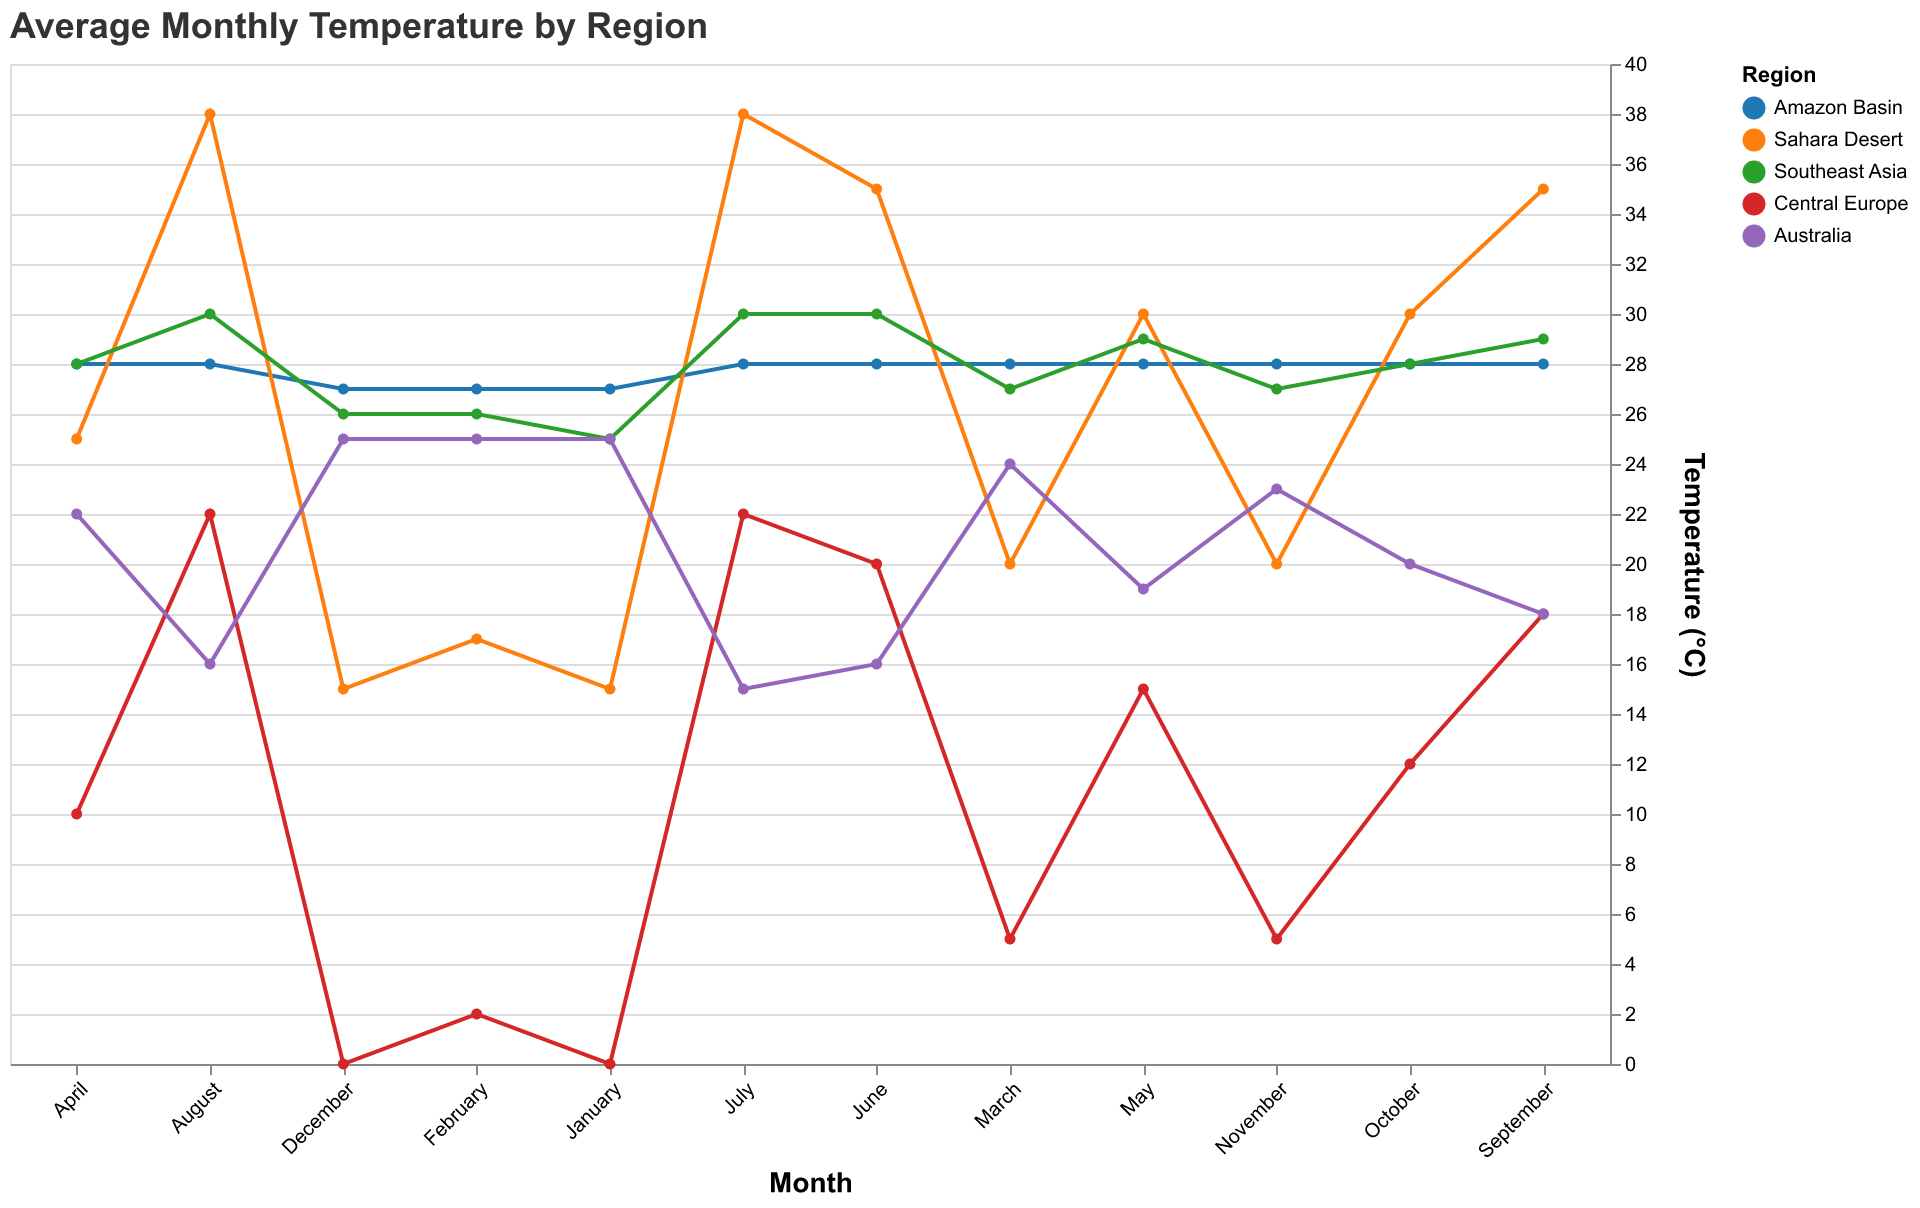 Average Monthly Temperature by Region
40
38
36
34
32
30
28
26
24
22
20
18
16
14
12
10
8
6
4
2
0
Temperature (°C)
April
August
December
February
January
July
June
March
May
November
October
September
Month
Region
Amazon Basin
Sahara Desert
Southeast Asia
Central Europe
Australia